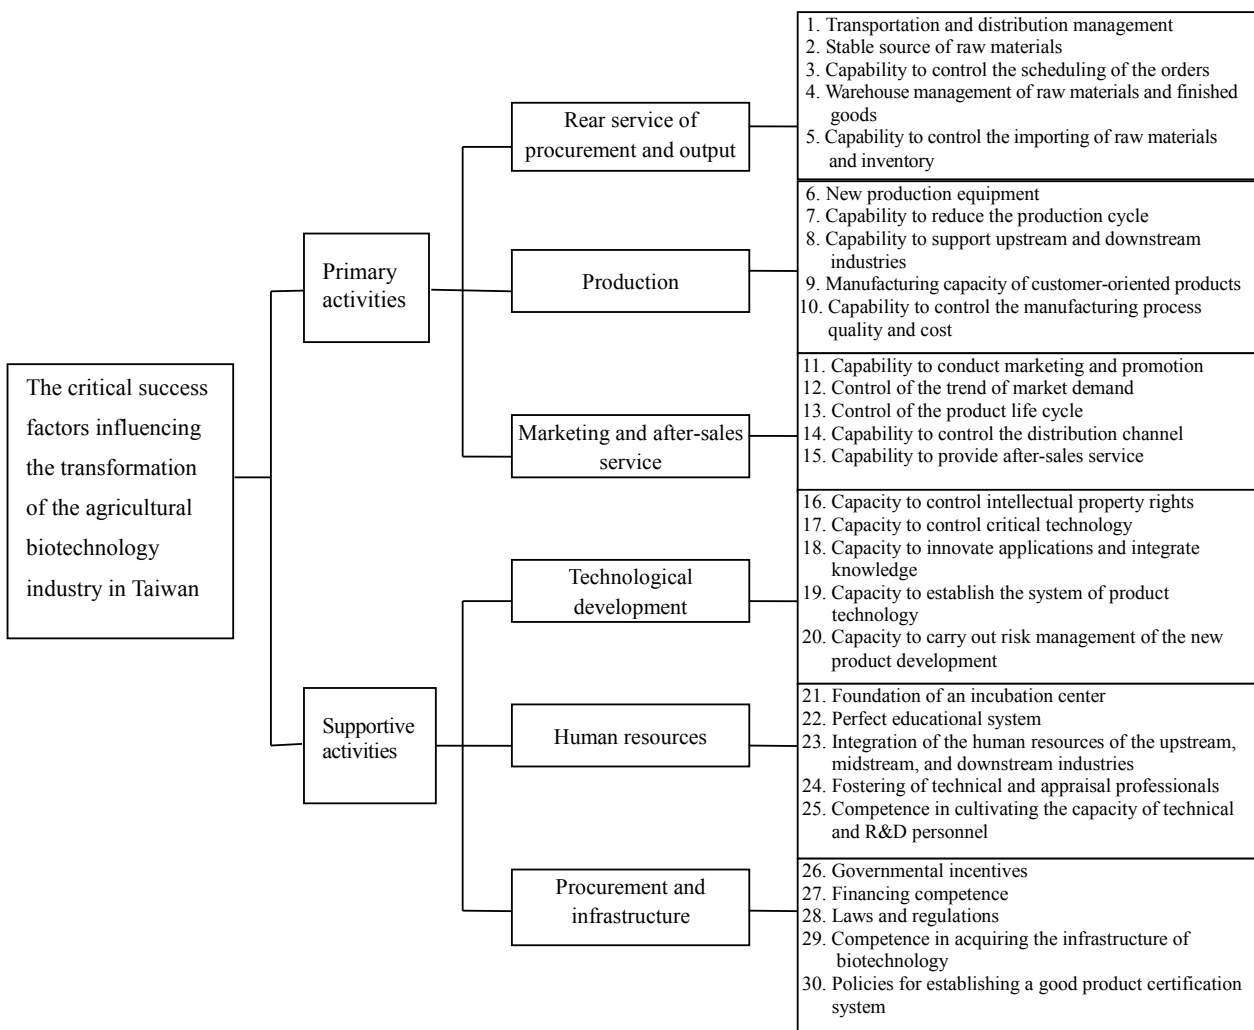 The critical success
factors influencing
the transformation
of the agricultural
biotechnology
industry in Taiwan
Primary
activities
Supportive
activities
Rear service of
procurement and output
Production
Marketing and after-sales
service
Technological
development
Human resources
Procurement and
infrastructure
1. Transportation and distribution management
2. Stable source of raw materials
3. Capability to control the scheduling of the orders
4. Warehouse management of raw materials and finished
goods
5. Capability to control the importing of raw materials
and inventory
6. New production equipment
7. Capability to reduce the production cycle
8. Capability to support upstream and downstream
industries
9. Manufacturing capacity of customer-oriented products
10. Capability to control the manufacturing process
quality and cost
11. Capability to conduct marketing and promotion
12. Control of the trend of market demand
13. Control of the product life cycle
14. Capability to control the distribution channel
15. Capability to provide after-sales service
16. Capacity to control intellectual property rights
17. Capacity to control critical technology
18. Capacity to innovate applications and integrate
knowledge
19. Capacity to establish the system of product
technology
20. Capacity to carry out risk management of the new
product development
21. Foundation of an incubation center
22. Perfect educational system
23. Integration of the human resources of the upstream,
midstream, and downstream industries
24. Fostering of technical and appraisal professionals
25. Competence in cultivating the capacity of technical
and R&D personnel
26. Governmental incentives
27. Financing competence
28. Laws and regulations
29. Competence in acquiring the infrastructure of
biotechnology
30. Policies for establishing a good product certification
system